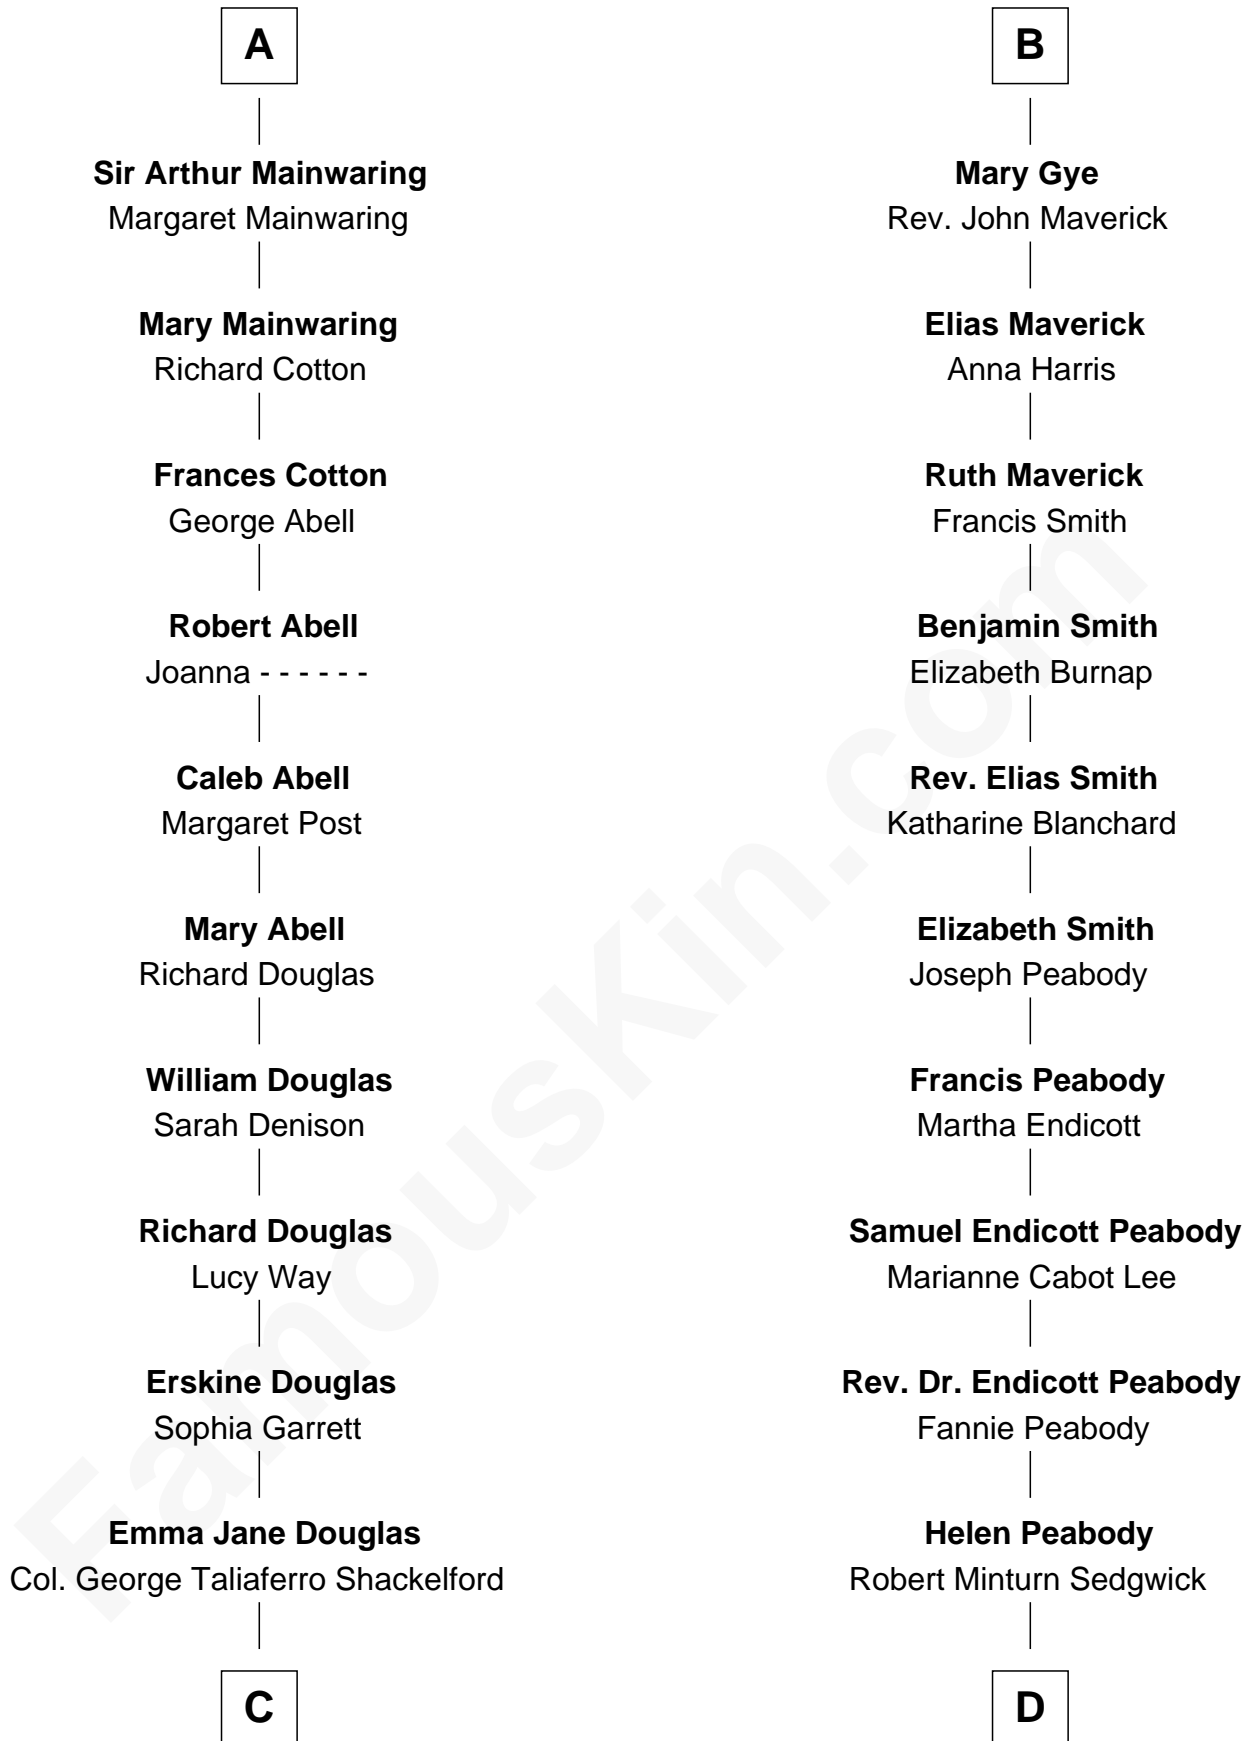 A
Sir Arthur Mainwaring
Margaret Mainwaring
Mary Mainwaring
Richard Cotton
Frances Cotton
George Abell
Robert Abell
Joanna - - - - - -
Caleb Abell
Margaret Post
Mary Abell
Richard Douglas
William Douglas
Sarah Denison
Richard Douglas
Lucy Way
Erskine Douglas
Sophia Garrett
Emma Jane Douglas
Col. George Taliaferro Shackelford
C
B
Mary Gye
Rev. John Maverick
Elias Maverick
Anna Harris
Ruth Maverick
Francis Smith
Benjamin Smith
Elizabeth Burnap
Rev. Elias Smith
Katharine Blanchard
Elizabeth Smith
Joseph Peabody
Francis Peabody
Martha Endicott
Samuel Endicott Peabody
Marianne Cabot Lee
Rev. Dr. Endicott Peabody
Fannie Peabody
Helen Peabody
Robert Minturn Sedgwick
D
FamousKin.com